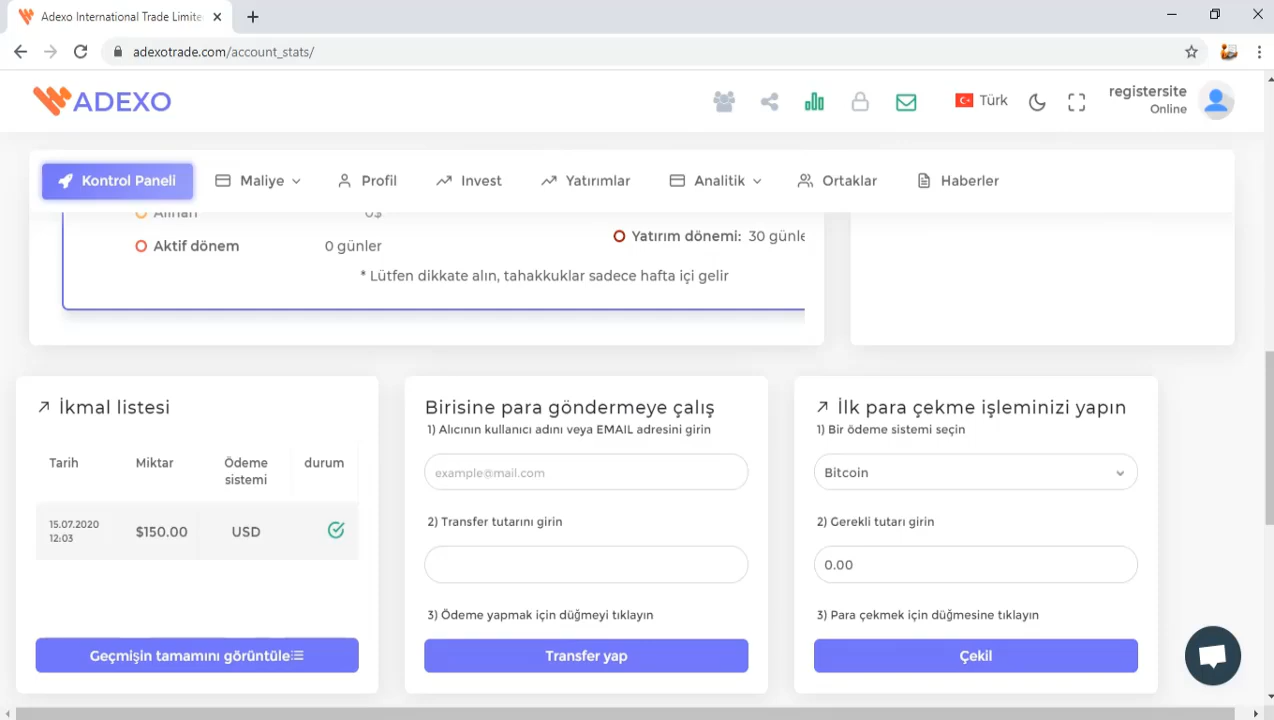 Adexo International Trade Limite
adexotrade.com/account_stats/
ADEXO
Türk
registersite
Online
Kontrol Paneli
Maliye
Profil
Invest
Yatırımlar
Analitik
Ortaklar
Haberler
Alınan 0$
Yatırım dönemi: 30 günle
Aktif dönem 0 günler
* Lütfen dikkate alın, tahakkuklar sadece hafta içi gelir
İkmal listesi
Tarih Miktar Ödeme sistemi durum
15.07.2020 12:03 $150.00 USD
Geçmişin tamamını görüntüle
Birisine para göndermeye çalış
1) Alıcının kullanıcı adını veya EMAIL adresini girin
example@mail.com
2) Transfer tutarını girin
3) Ödeme yapmak için düğmeyi tıklayın
Transfer yap
İlk para çekme işleminizi yapın
1) Bir ödeme sistemi seçin
Bitcoin
2) Gerekli tutarı girin
0.00
3) Para çekmek için düğmesine tıklayın
Çekil